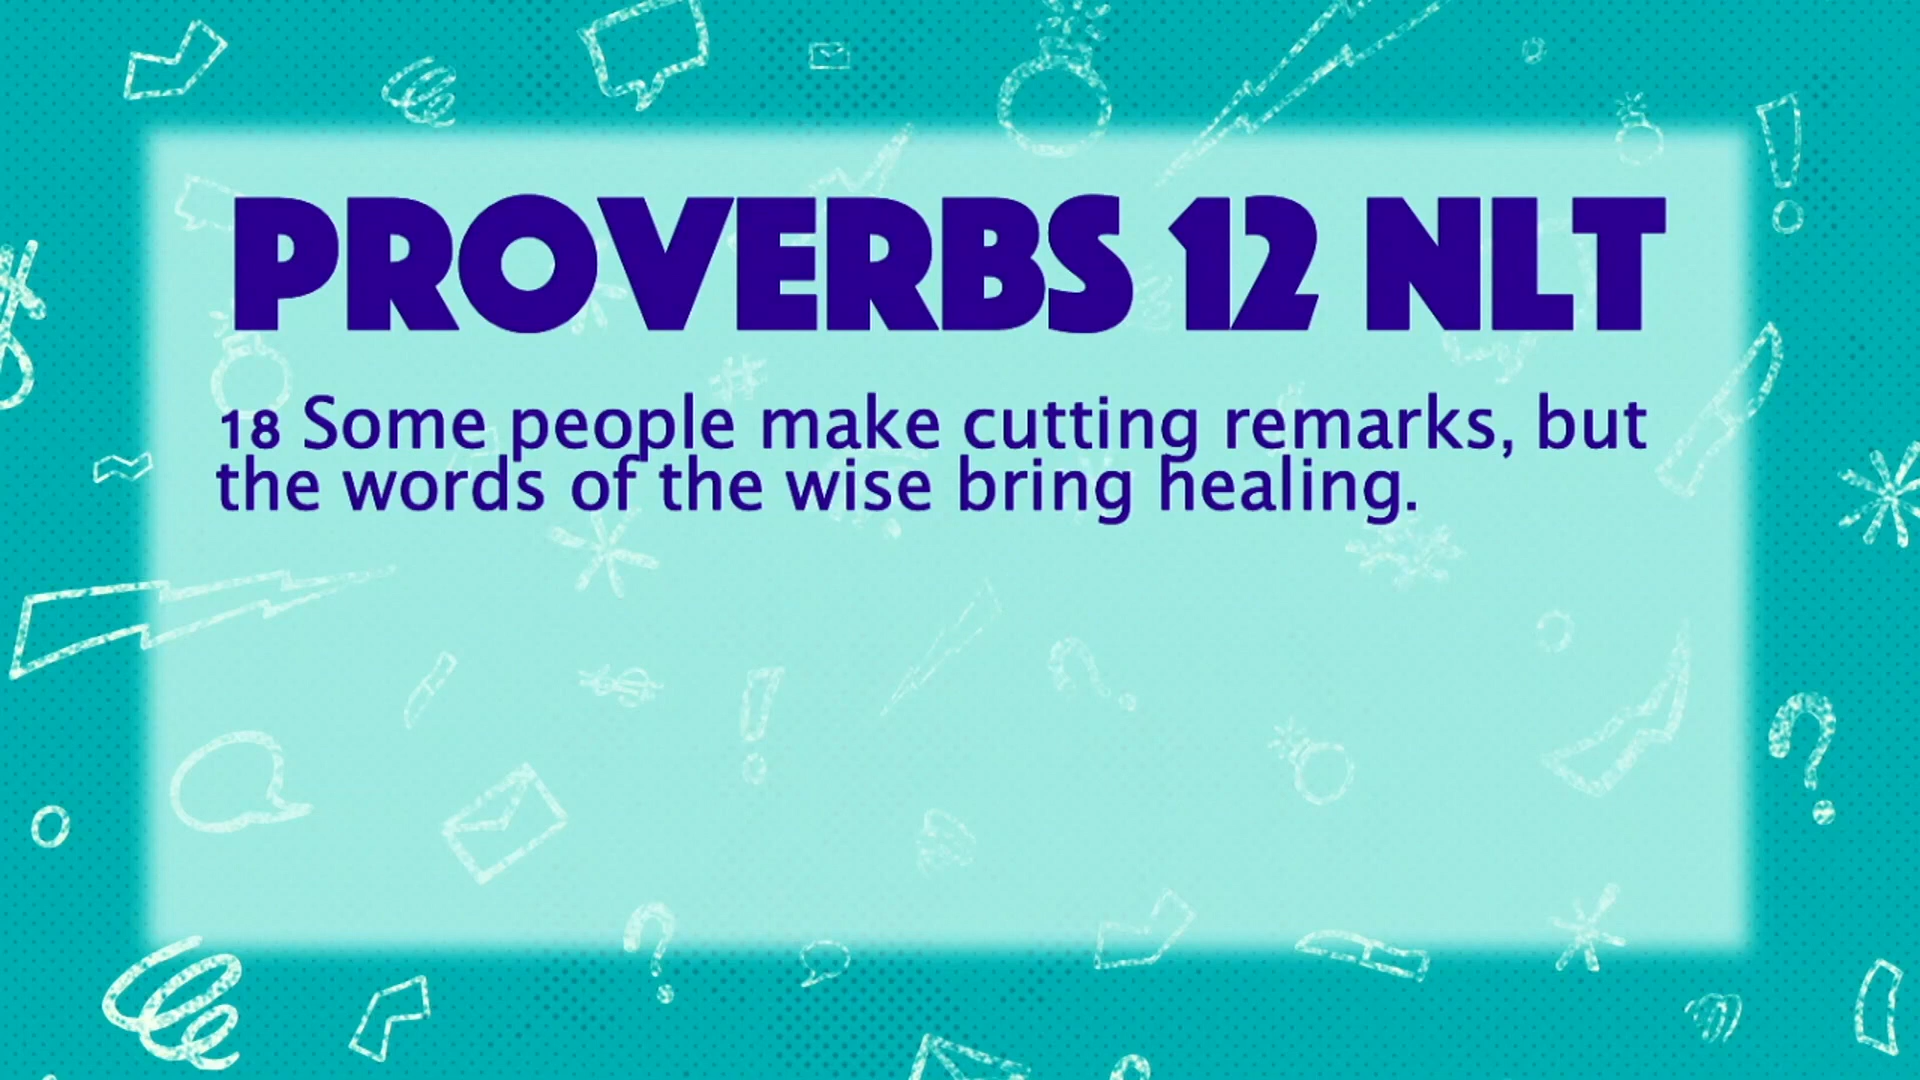 PROVERBS 12 NLT
18 Some people make cutting remarks, but
the words of the wise bring healing.